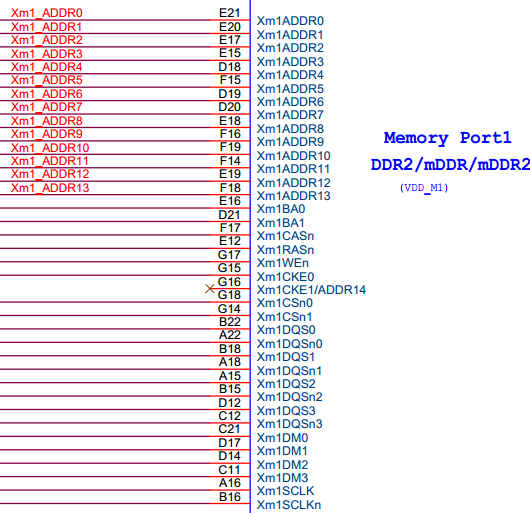 Xm1_ADDR0 E21 Xm1ADDR0
Xm1_ADDR1 E20 Xm1ADDR1
Xm1_ADDR2 E17 Xm1ADDR2
Xm1_ADDR3 E15 Xm1ADDR3
Xm1_ADDR4 D18 Xm1ADDR4
Xm1_ADDR5 F15 Xm1ADDR5
Xm1_ADDR6 D19 Xm1ADDR6
Xm1_ADDR7 D20 Xm1ADDR7
Xm1_ADDR8 E18 Xm1ADDR8
Xm1_ADDR9 F16 Xm1ADDR9
Xm1_ADDR10 F19 Xm1ADDR10
Xm1_ADDR11 F14 Xm1ADDR11
Xm1_ADDR12 E19 Xm1ADDR12
Xm1_ADDR13 F18 Xm1ADDR13
E16 Xm1BA0
D21 Xm1BA1
F17 Xm1CASn
E12 Xm1RASn
G17 Xm1WEn
G15 Xm1CKE0
G16 Xm1CKE1/ADDR14
G18 Xm1CSn0
G14 Xm1CSn1
B22 Xm1DQS0
A22 Xm1DQSn0
B18 Xm1DQS1
A18 Xm1DQSn1
A15 Xm1DQS2
B15 Xm1DQSn2
D12 Xm1DQS3
C12 Xm1DQSn3
C21 Xm1DM0
D17 Xm1DM1
D14 Xm1DM2
C11 Xm1DM3
A16 Xm1SCLK
B16 Xm1SCLKn
Memory Port1
DDR2/mDDR/mDDR2
(VDD_M1)